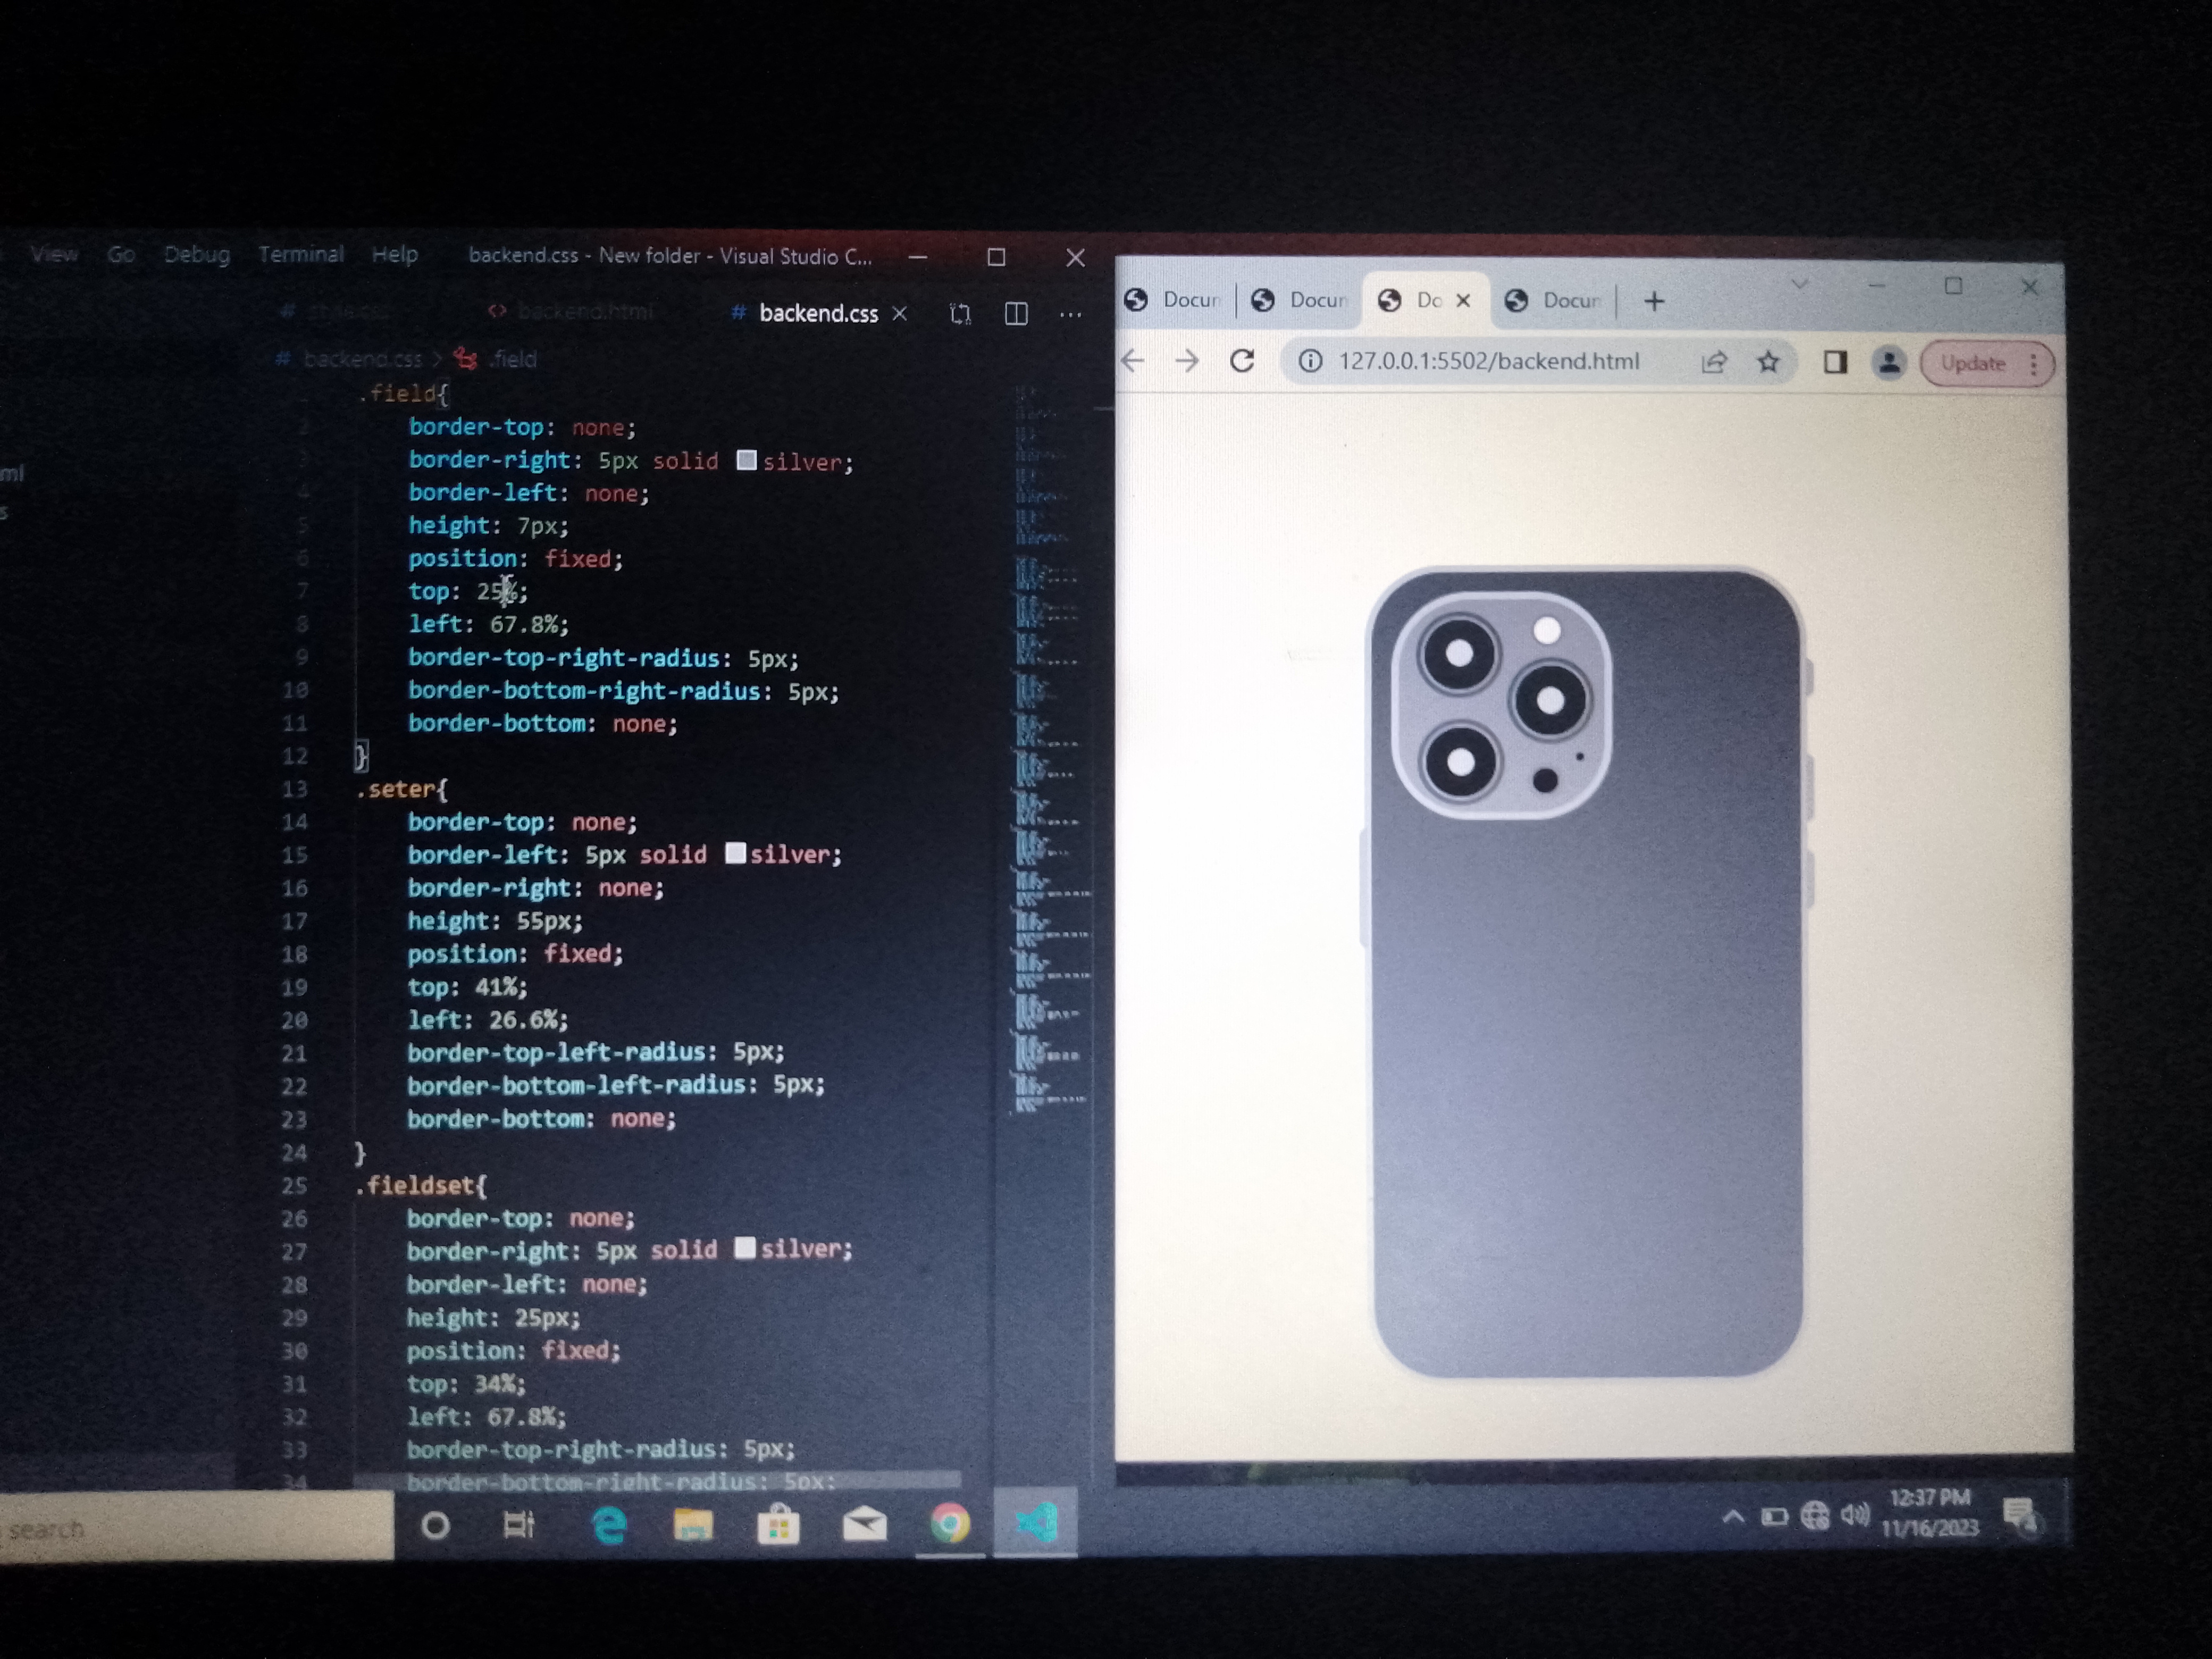 View Go Debug Terminal Help backend.css - New folder - Visual Studio C...
backend.html # backend.css
# backend.css > .field
ml
s
.field{
2 border-top: none;
3 border-right: 5px solid silver;
4 border-left: none;
5 height: 7px;
6 position: fixed;
7 top: 25%;
8 left: 67.8%;
9 border-top-right-radius: 5px;
10 border-bottom-right-radius: 5px;
11 border-bottom: none;
12 }
13 .seter{
14 border-top: none;
15 border-left: 5px solid silver;
16 border-right: none;
17 height: 55px;
18 position: fixed;
19 top: 41%;
20 left: 26.6%;
21 border-top-left-radius: 5px;
22 border-bottom-left-radius: 5px;
23 border-bottom: none;
24 }
25 .fieldset{
26 border-top: none;
27 border-right: 5px solid silver;
28 border-left: none;
29 height: 25px;
30 position: fixed;
31 top: 34%;
32 left: 67.8%;
33 border-top-right-radius: 5px;
34 border-bottom-right-radius: 5px;
Docun Docun Do Docun
127.0.0.1:5502/backend.html Update
search
12:37 PM
11/16/2023